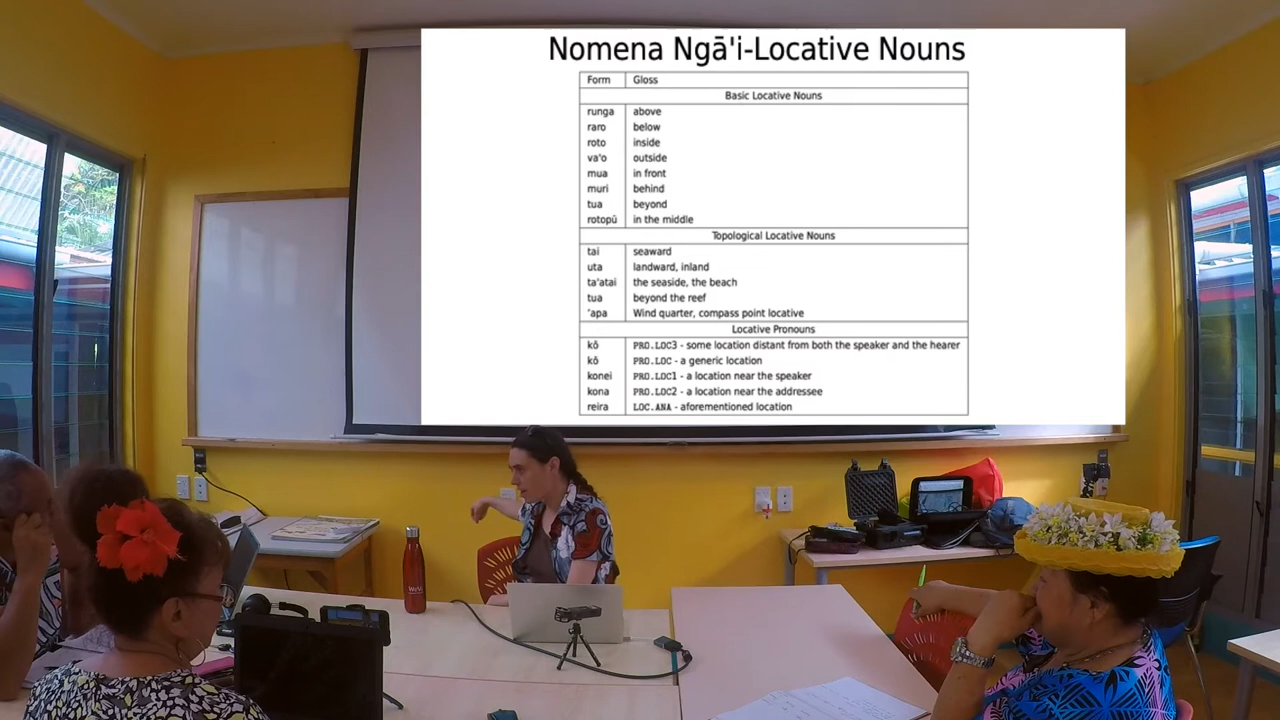 Nomena Ngā'i-Locative Nouns
Form Gloss
Basic Locative Nouns
runga above
raro below
roto inside
va'o outside
mua in front
muri behind
tua beyond
rotopū in the middle
Topological Locative Nouns
tai seaward
uta landward, inland
ta'atai the seaside, the beach
tua beyond the reef
'apa Wind quarter, compass point locative
Locative Pronouns
kō PRO.LOC3 - some location distant from both the speaker and the hearer
kō PRO.LOC - a generic location
konei PRO.LOC1 - a location near the speaker
kona PRO.LOC2 - a location near the addressee
reira LOC.ANA - aforementioned location